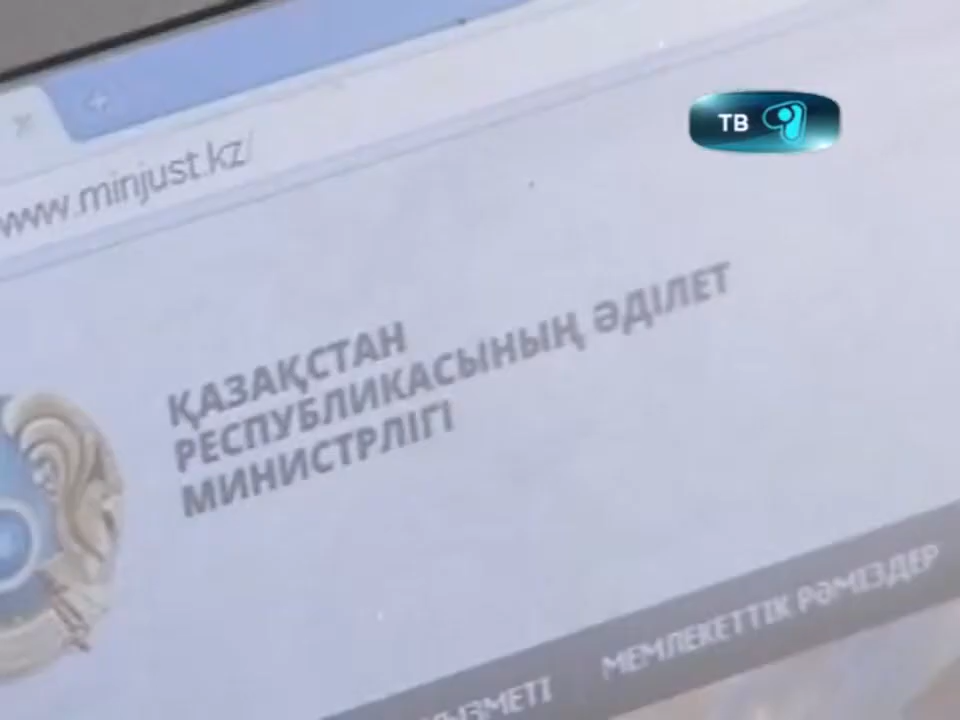 ТВ
www.minjust.kz/
ҚАЗАҚСТАН
РЕСПУБЛИКАСЫНЫҢ ӘДІЛЕТ
МИНИСТРЛІГІ
МЕМЛЕКЕТТІК РӘМІЗДЕР